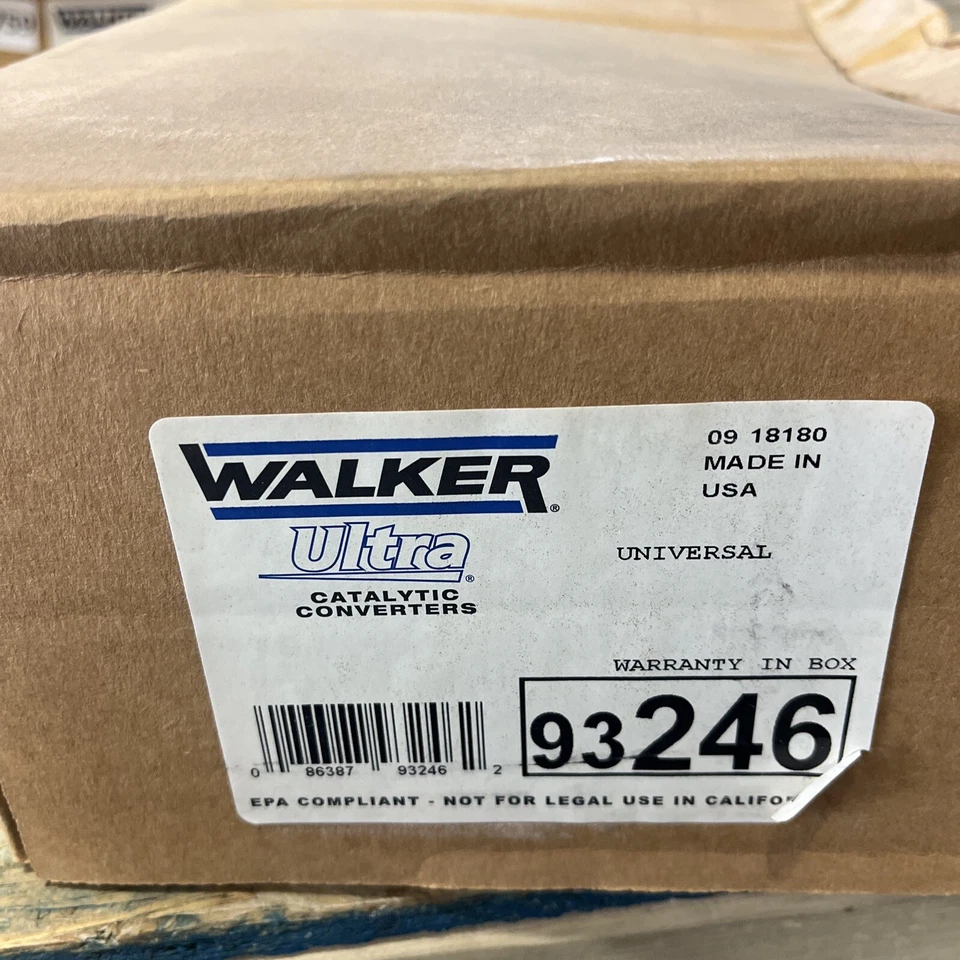 WALKER®
Ultra®
CATALYTIC
CONVERTERS
09 18180
MADE IN
USA
UNIVERSAL
WARRANTY IN BOX
93246
0 86387 93246 2
EPA COMPLIANT - NOT FOR LEGAL USE IN CALIFO